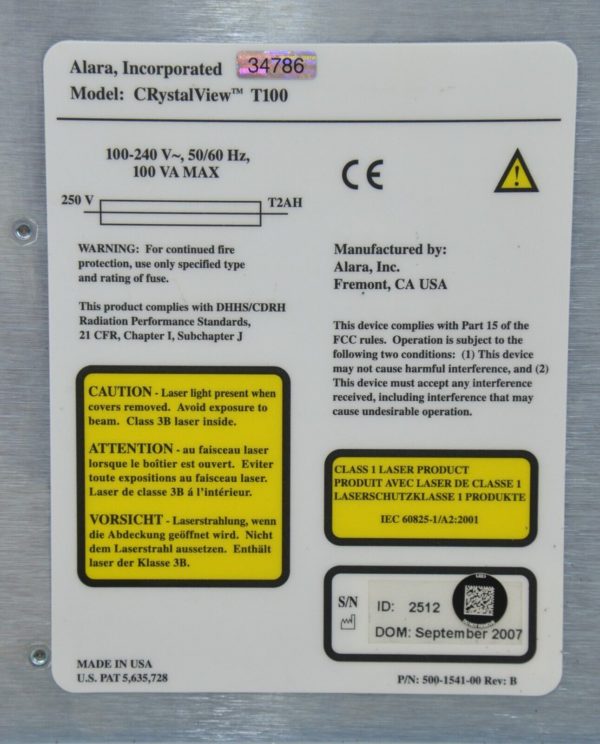 Alara, Incorporated 34786
Model: CRystalView™ T100
100-240 V~, 50/60 Hz,
100 VA MAX
250 V T2AH
WARNING: For continued fire
protection, use only specified type
and rating of fuse.
This product complies with DHHS/CDRH
Radiation Performance Standards,
21 CFR, Chapter I, Subchapter J
CAUTION - Laser light present when
covers removed. Avoid exposure to
beam. Class 3B laser inside.
ATTENTION - au faisceau laser
lorsque le boîtier est ouvert. Eviter
toute expositions au faisceau laser.
Laser de classe 3B á l'intérieur.
VORSICHT - Laserstrahlung, wenn
die Abdeckung geöffnet wird. Nicht
dem Laserstrahl aussetzen. Enthält
laser der Klasse 3B.
MADE IN USA
U.S. PAT 5,635,728
CE
!
Manufactured by:
Alara, Inc.
Fremont, CA USA
This device complies with Part 15 of the
FCC rules. Operation is subject to the
following two conditions: (1) This device
may not cause harmful interference, and (2)
This device must accept any interference
received, including interference that may
cause undesirable operation.
CLASS 1 LASER PRODUCT
PRODUIT AVEC LASER DE CLASSE 1
LASERSCHUTZKLASSE 1 PRODUKTE
IEC 60825-1/A2:2001
S/N
ID: 2512
DOM: September 2007
P/N: 500-1541-00 Rev: B